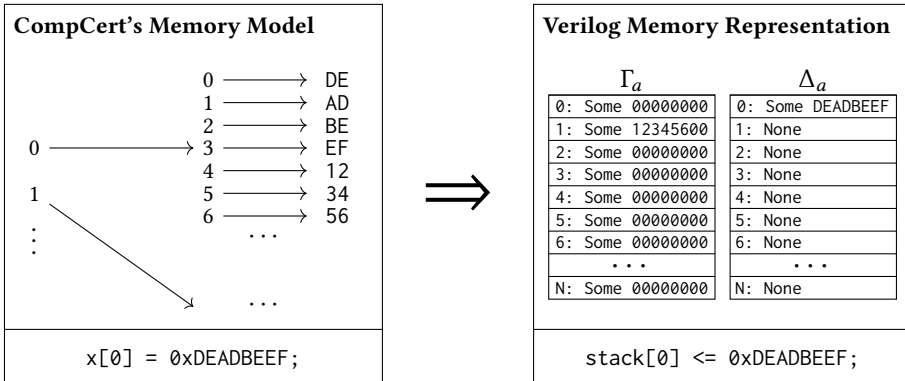 CompCert's Memory Model
0 DE
1 AD
2 BE
0 3 EF
4 12
1 5 34
6 56
...
...
...
x[0] = 0xDEADBEEF;
⇒
Verilog Memory Representation
Γa Δa
0: Some 00000000 0: Some DEADBEEF
1: Some 12345600 1: None
2: Some 00000000 2: None
3: Some 00000000 3: None
4: Some 00000000 4: None
5: Some 00000000 5: None
6: Some 00000000 6: None
... ...
N: Some 00000000 N: None
stack[0] <= 0xDEADBEEF;